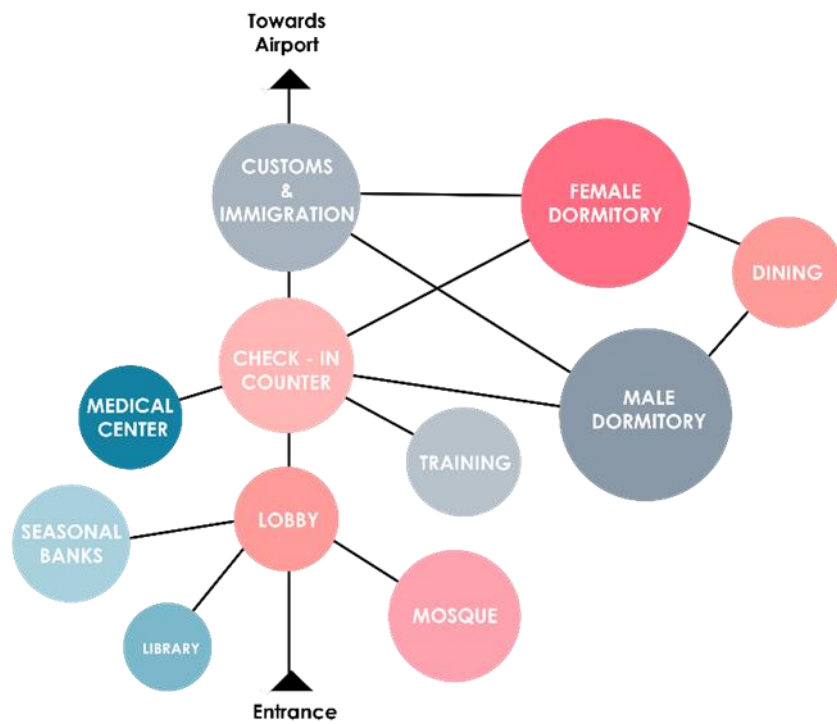 Towards
Airport
CUSTOMS
&
IMMIGRATION
FEMALE
DORMITORY
DINING
CHECK - IN
COUNTER
MALE
DORMITORY
MEDICAL
CENTER
TRAINING
LOBBY
SEASONAL
BANKS
MOSQUE
LIBRARY
Entrance